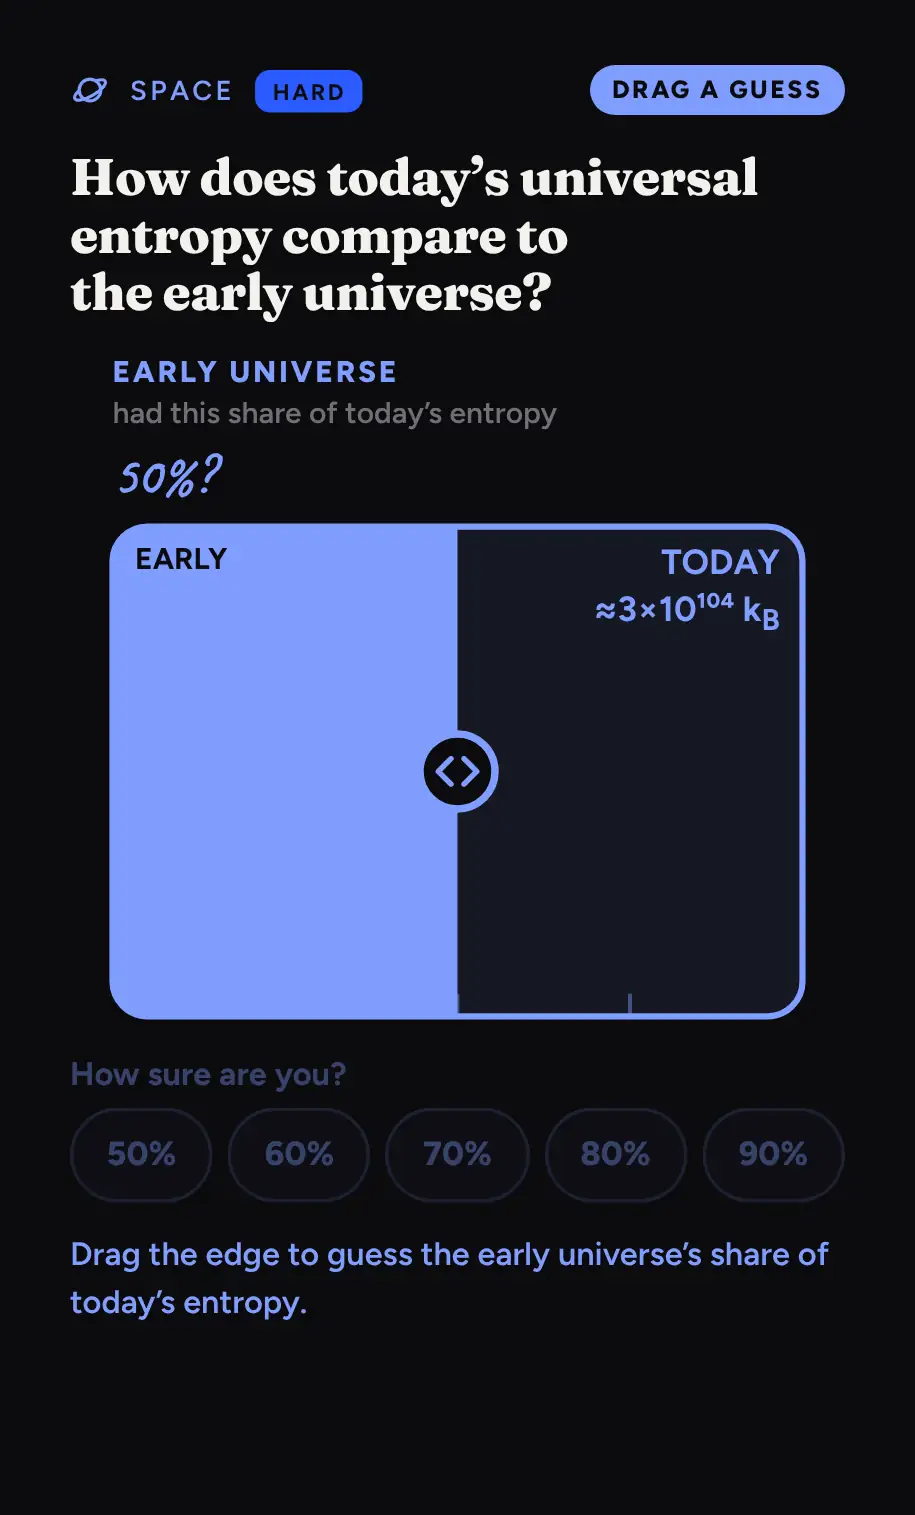 SPACE HARD DRAG A GUESS
How does today’s universal
entropy compare to
the early universe?
EARLY UNIVERSE
had this share of today’s entropy
50%?
EARLY TODAY
≈3×10¹⁰⁴ k_B
How sure are you?
50% 60% 70% 80% 90%
Drag the edge to guess the early universe’s share of
today’s entropy.